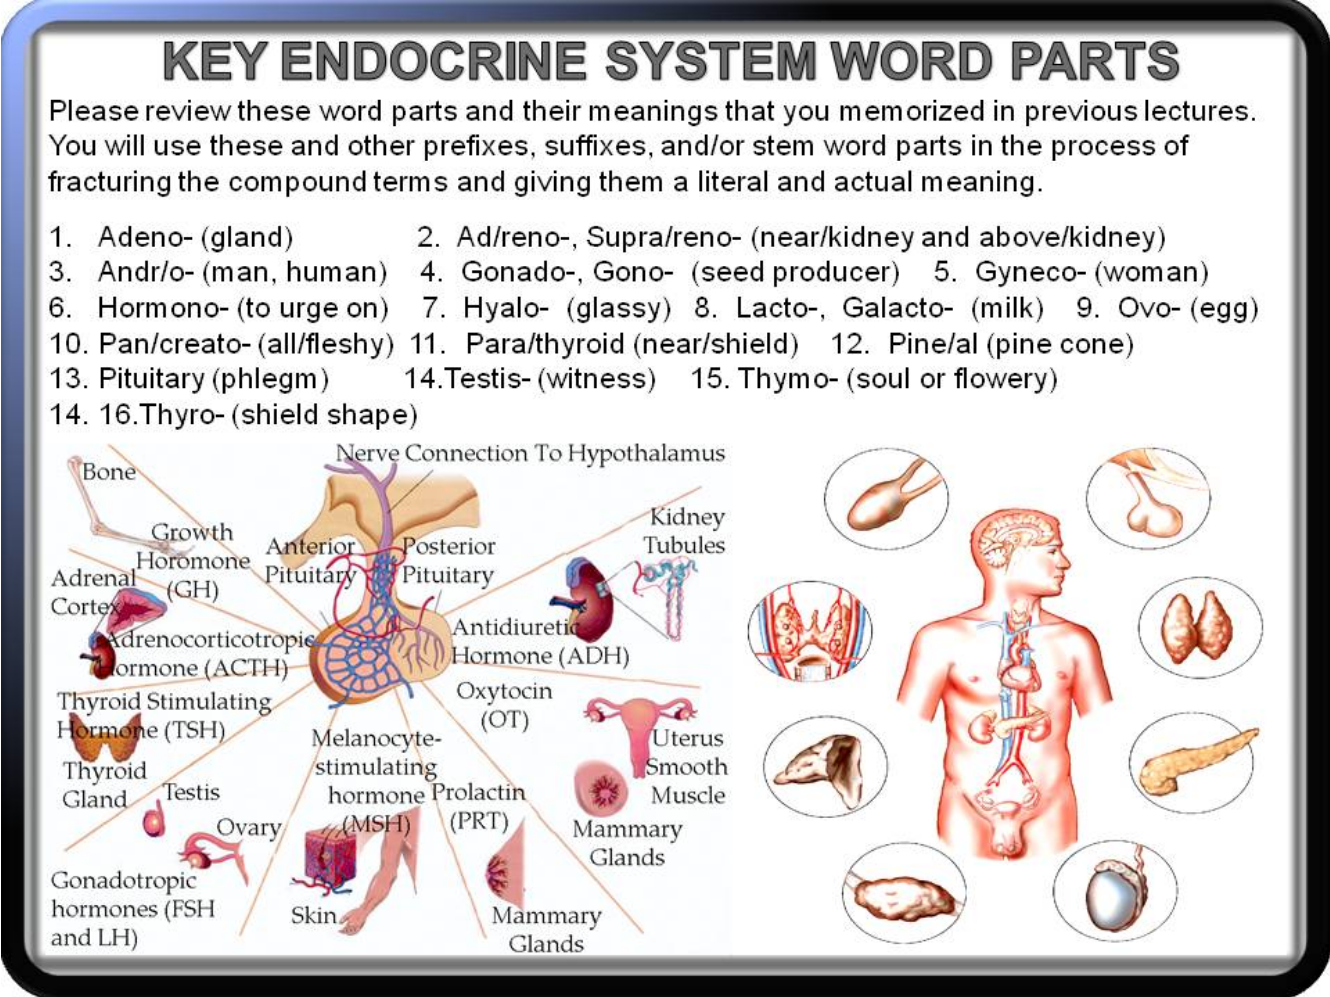 KEY ENDOCRINE SYSTEM WORD PARTS
Please review these word parts and their meanings that you memorized in previous lectures.
You will use these and other prefixes, suffixes, and/or stem word parts in the process of
fracturing the compound terms and giving them a literal and actual meaning.
1. Adeno- (gland) 2. Ad/reno-, Supra/reno- (near/kidney and above/kidney)
3. Andr/o- (man, human) 4. Gonado-, Gono- (seed producer) 5. Gyneco- (woman)
6. Hormono- (to urge on) 7. Hyalo- (glassy) 8. Lacto-, Galacto- (milk) 9. Ovo- (egg)
10. Pan/creato- (all/fleshy) 11. Para/thyroid (near/shield) 12. Pine/al (pine cone)
13. Pituitary (phlegm) 14.Testis- (witness) 15. Thymo- (soul or flowery)
14. 16.Thyro- (shield shape)
Nerve Connection To Hypothalamus
Bone
Growth
Horomone
(GH)
Anterior
Pituitary
Posterior
Pituitary
Kidney
Tubules
Adrenal
Cortex
Adrenocorticotropic
Hormone (ACTH)
Antidiuretic
Hormone (ADH)
Thyroid Stimulating
Hormone (TSH)
Thyroid
Gland
Oxytocin
(OT)
Uterus
Smooth
Muscle
Mammary
Glands
Melanocyte-
stimulating
hormone
(MSH)
Prolactin
(PRT)
Testis
Ovary
Gonadotropic
hormones (FSH
and LH)
Skin
Mammary
Glands